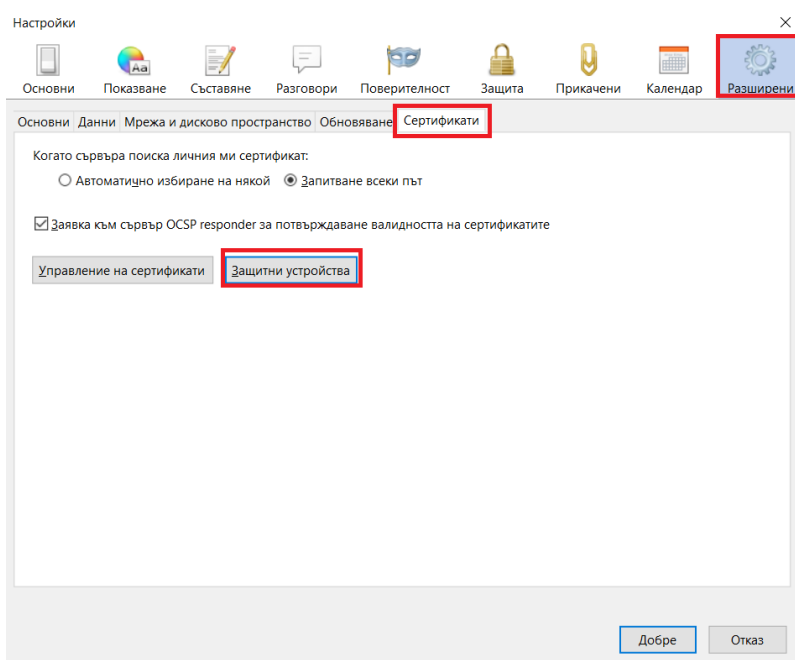 Настройки
Aa
Основни Показване Съставяне Разговори Поверителност Защита Прикачени Календар Разширени
Основни Данни Мрежа и дисково пространство Обновяване Сертификати
Когато сървъра поиска личния ми сертификат:
Автоматично избиране на някой Запитване всеки път
Заявка към сървър OCSP responder за потвърждаване валидността на сертификатите
Управление на сертификати Защитни устройства
Добре Отказ